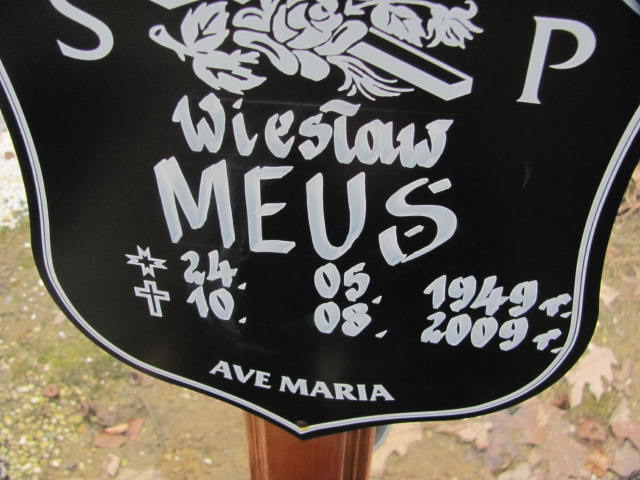 S P
Wiesław
MEUS
24. 05. 1949 r.
10. 08. 2009 r.
AVE MARIA